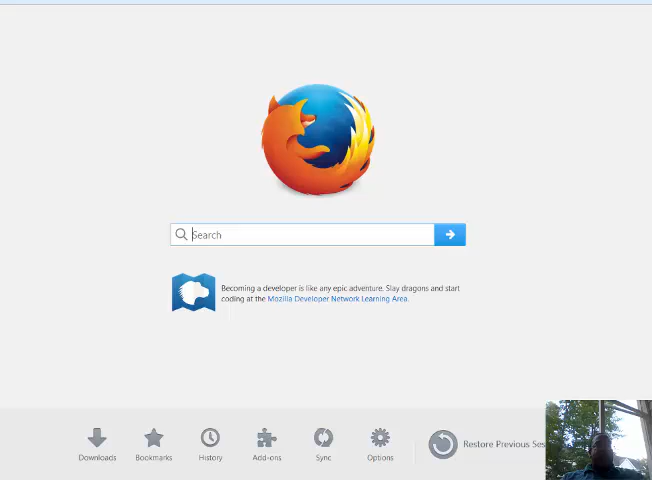 Search
Becoming a developer is like any epic adventure. Slay dragons and start
coding at the Mozilla Developer Network Learning Area.
Downloads
Bookmarks
History
Add-ons
Sync
Options
Restore Previous